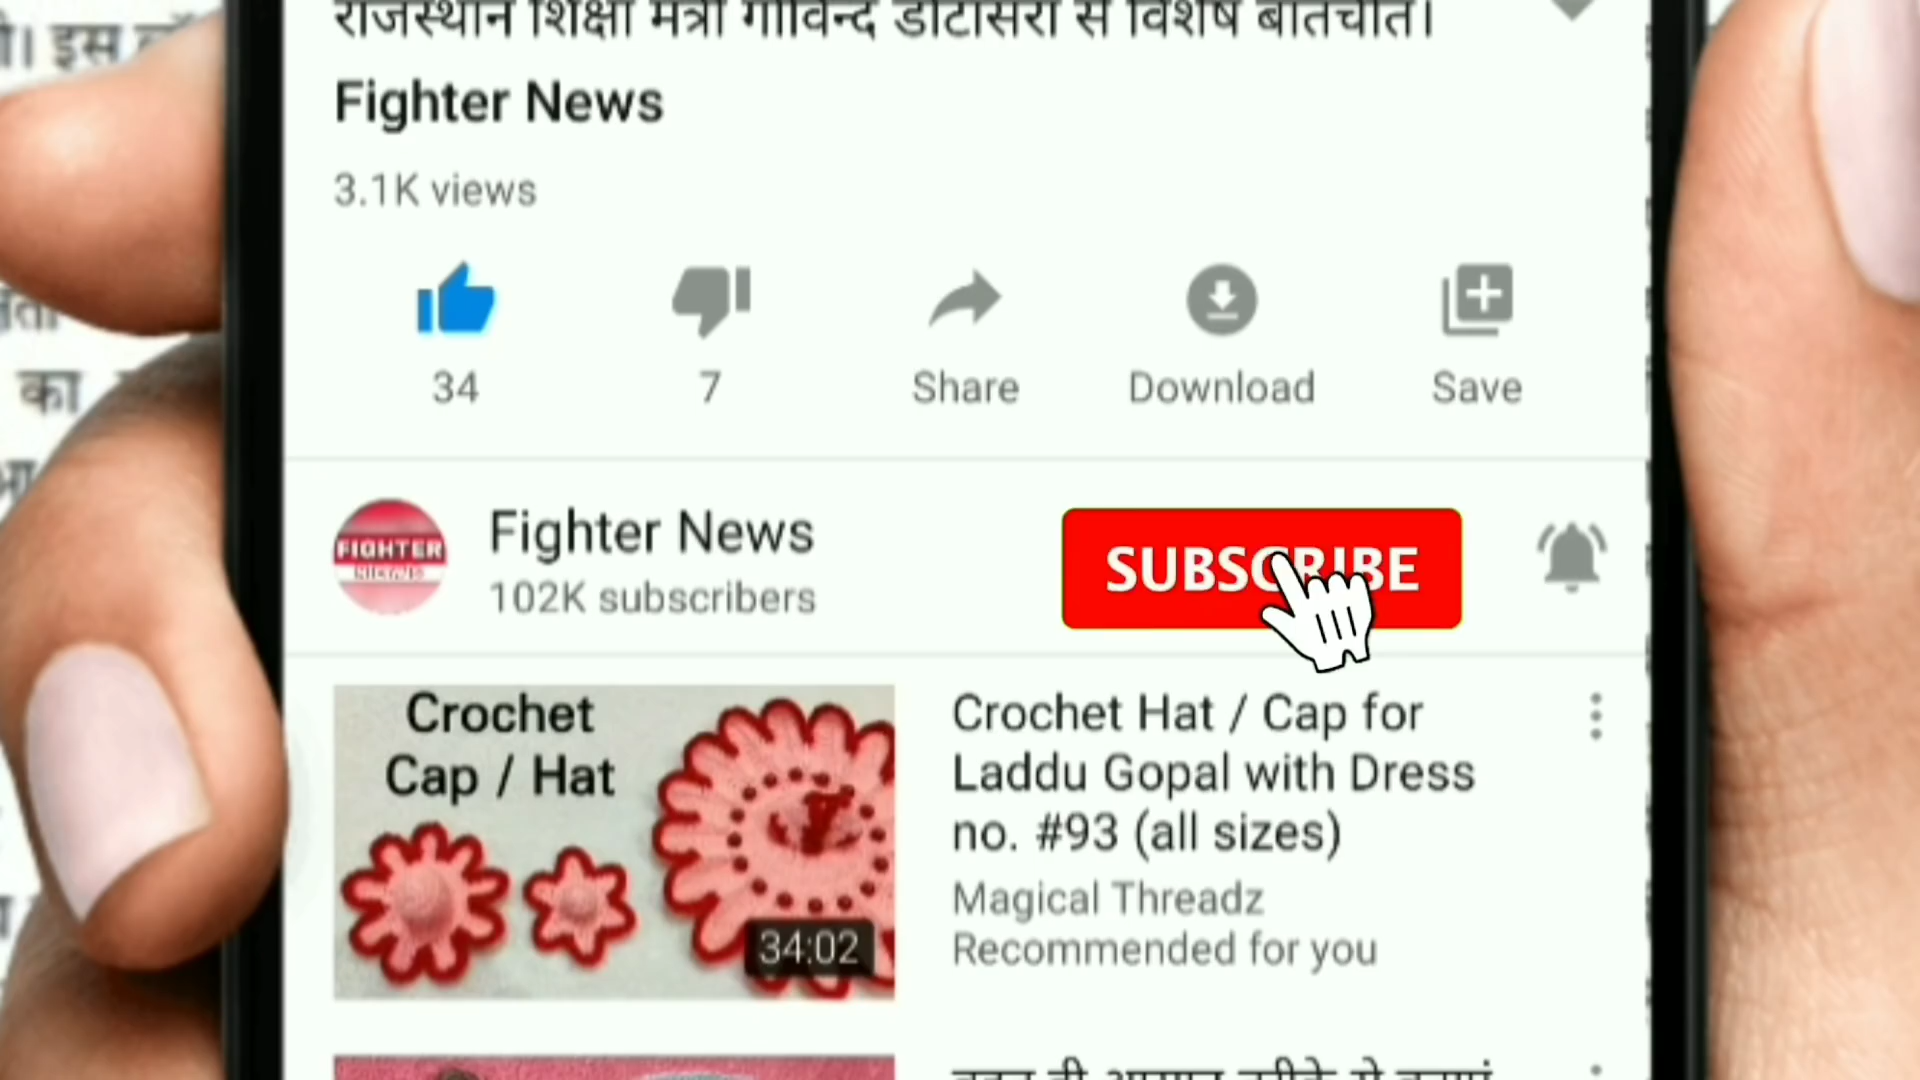 राजस्थान शिक्षा मंत्री गोविन्द डोटासरा से विशेष बातचीत।
Fighter News
3.1K views
34
7
Share
Download
Save
Fighter News
102K subscribers
SUBSCRIBE
FIGHTER
Crochet
Cap / Hat
34:02
Crochet Hat / Cap for
Laddu Gopal with Dress
no. #93 (all sizes)
Magical Threadz
Recommended for you
। इस
का